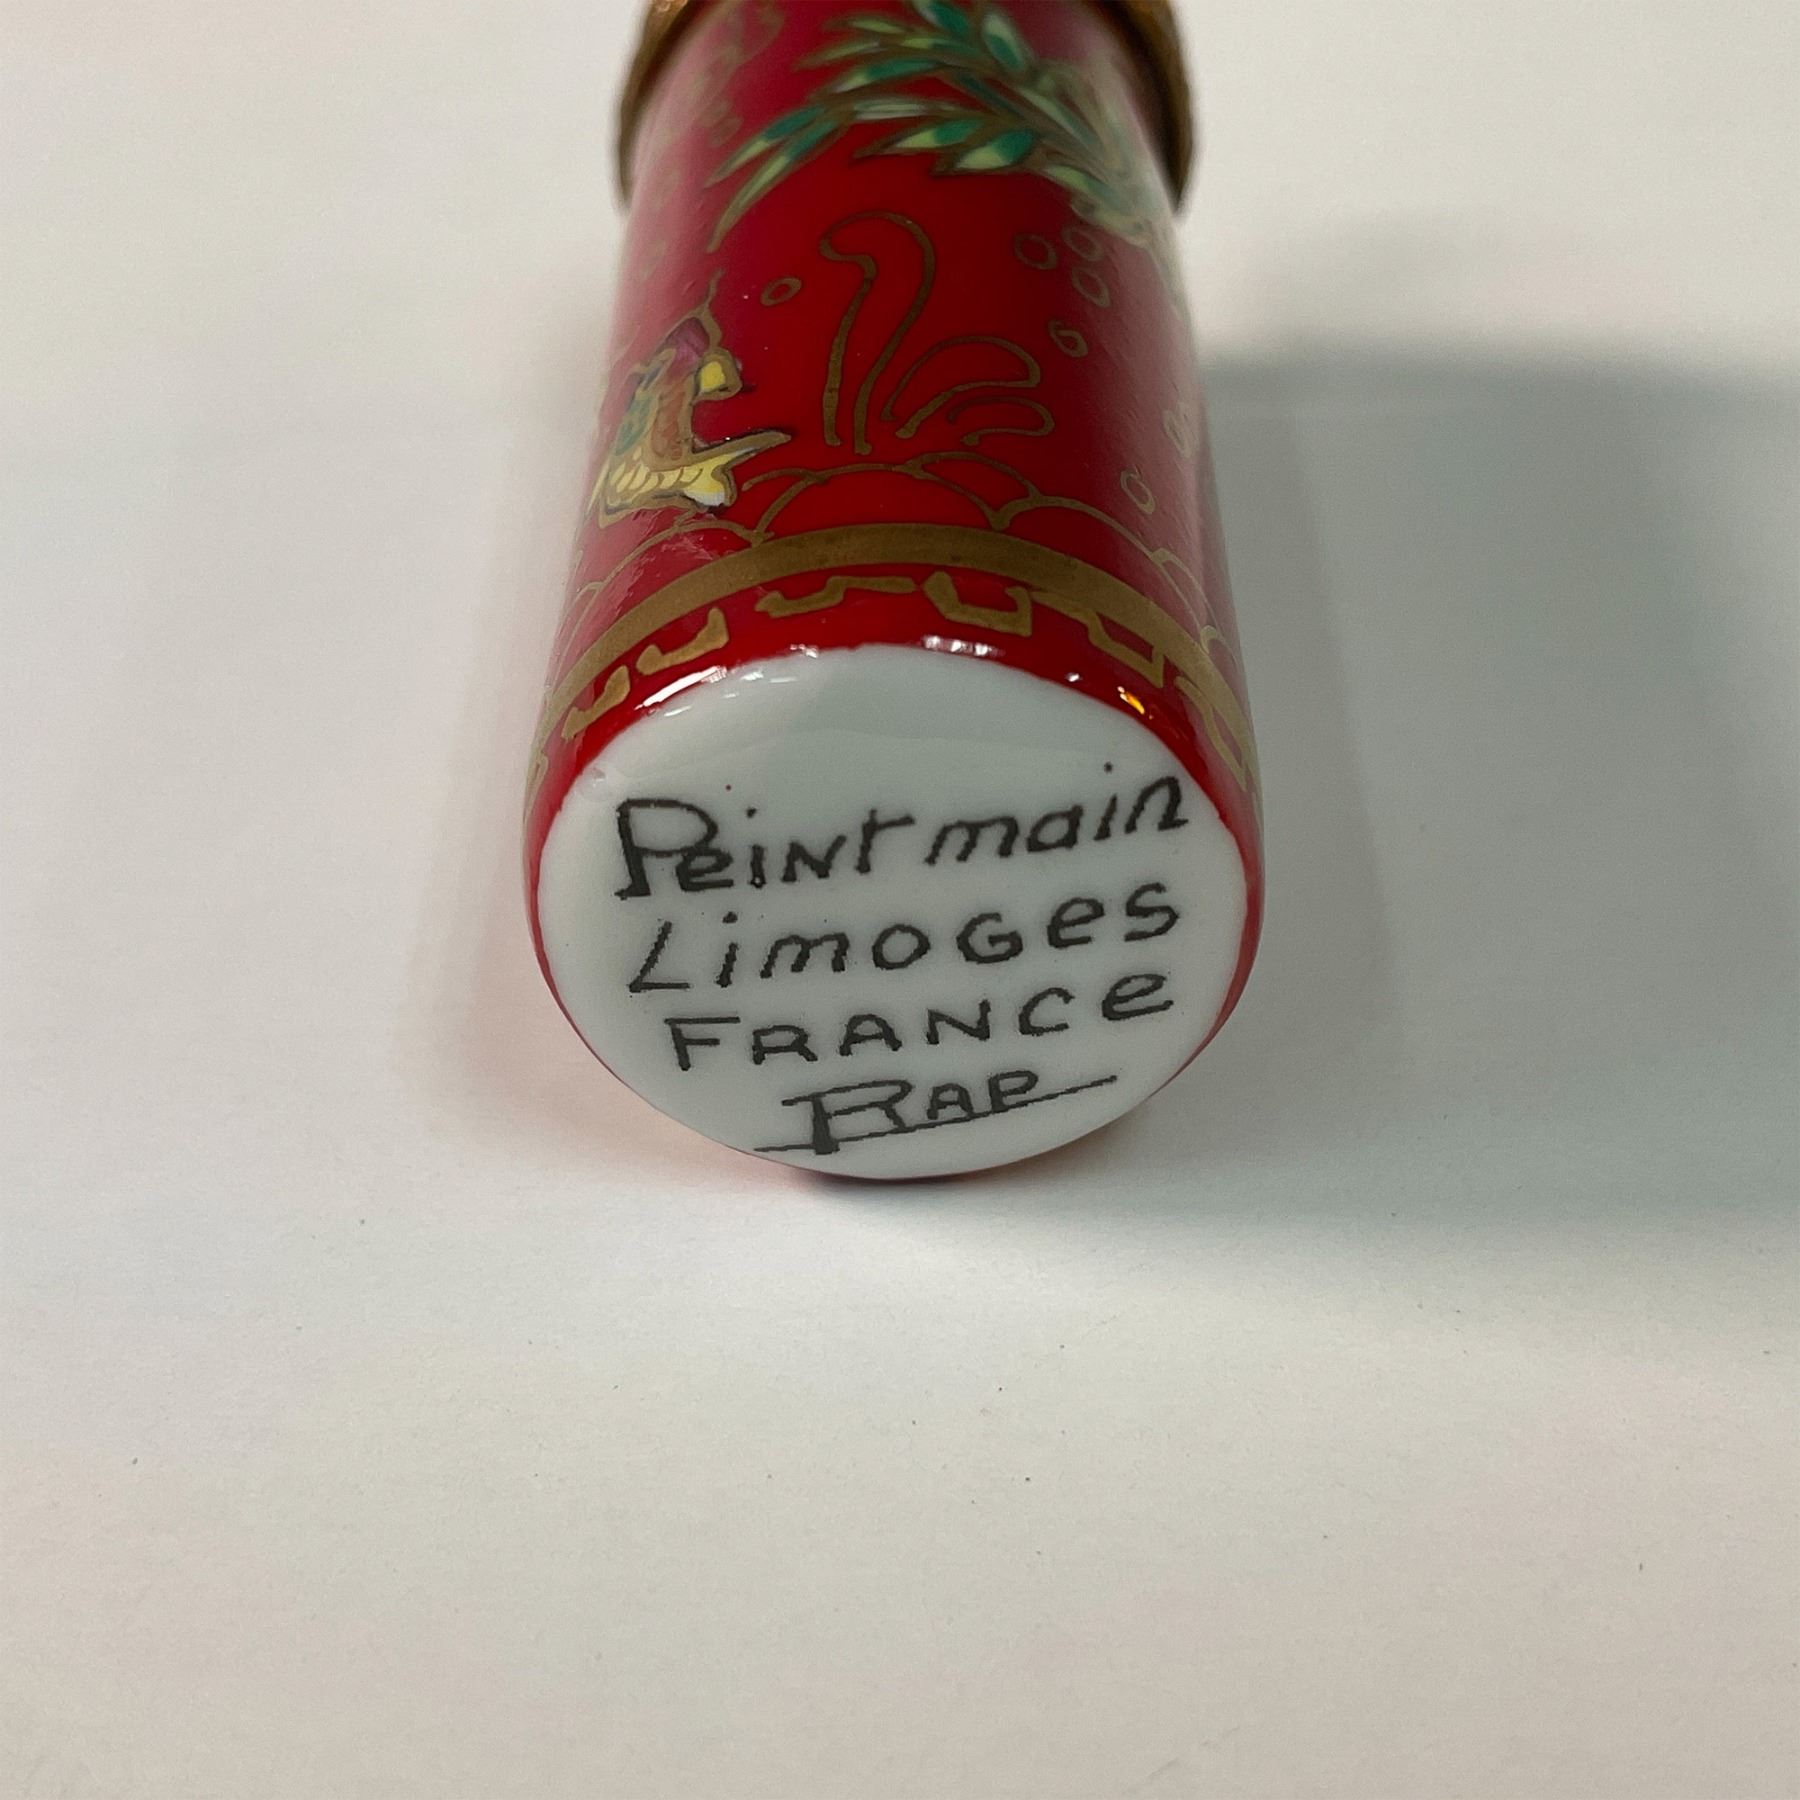 Peint main
Limoges
FRANCe
RAP